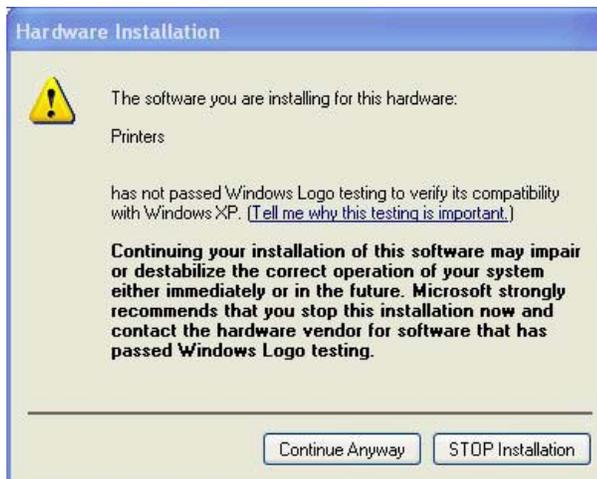 Hardware Installation
The software you are installing for this hardware:
Printers
has not passed Windows Logo testing to verify its compatibility
with Windows XP. (Tell me why this testing is important.)
Continuing your installation of this software may impair
or destabilize the correct operation of your system
either immediately or in the future. Microsoft strongly
recommends that you stop this installation now and
contact the hardware vendor for software that has
passed Windows Logo testing.
Continue Anyway
STOP Installation